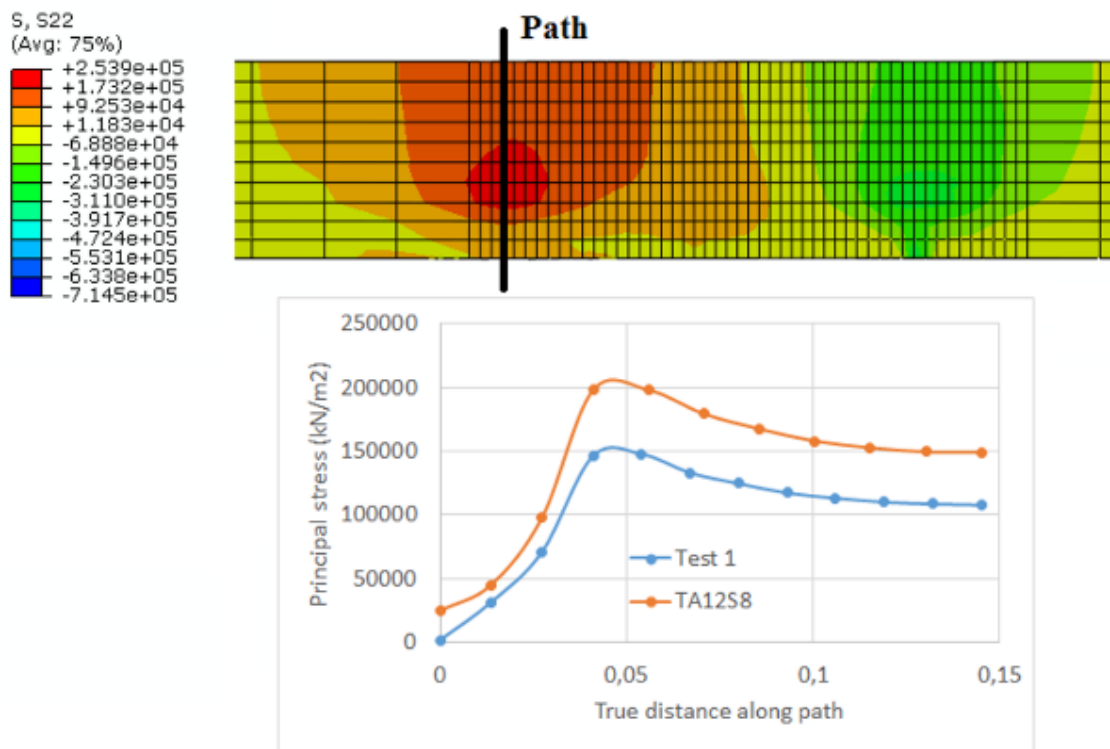 S, S22
(Avg: 75%)
+2.539e+05
+1.732e+05
+9.253e+04
+1.183e+04
-6.888e+04
-1.496e+05
-2.303e+05
-3.110e+05
-3.917e+05
-4.724e+05
-5.531e+05
-6.338e+05
-7.145e+05
Path
Principal stress (kN/m2)
250000
200000
150000
100000
50000
0
Test 1
TA12S8
0
0,05
0,1
0,15
True distance along path